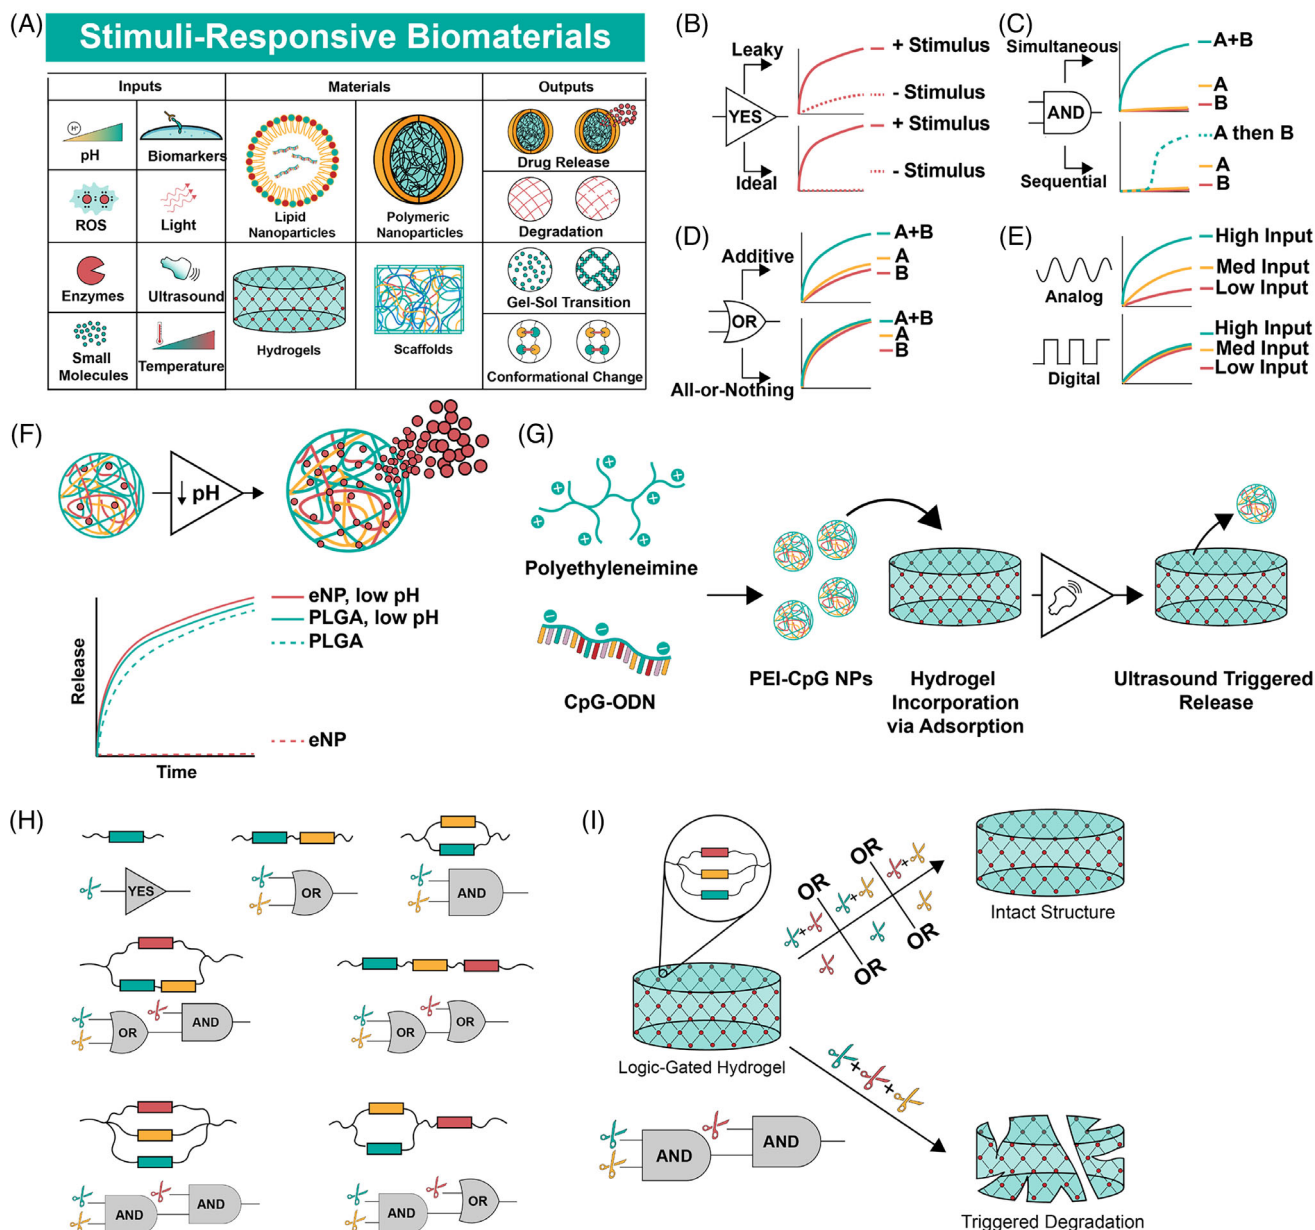 (A)
Stimuli-Responsive Biomaterials
Inputs
Materials
Outputs
H⁺
pH
Biomarkers
ROS
Light
Enzymes
Ultrasound
Small
Molecules
Temperature
Lipid
Nanoparticles
Polymeric
Nanoparticles
Hydrogels
Scaffolds
Drug Release
Degradation
Gel-Sol Transition
Conformational Change
(B)
Leaky
YES
Ideal
+ Stimulus
- Stimulus
+ Stimulus
- Stimulus
(C)
Simultaneous
AND
Sequential
A+B
A
B
A then B
A
B
(D)
Additive
OR
All-or-Nothing
A+B
A
B
A+B
A
B
(E)
Analog
High Input
Med Input
Low Input
Digital
High Input
Med Input
Low Input
(F)
↓ pH
Release
Time
eNP, low pH
PLGA, low pH
PLGA
eNP
(G)
+
+
+
+
+
+
Polyethyleneimine
−
−
−
CpG-ODN
PEI-CpG NPs
Hydrogel
Incorporation
via Adsorption
Ultrasound Triggered
Release
(H)
YES
OR
AND
OR
AND
OR
OR
AND
AND
AND
OR
(I)
Logic-Gated Hydrogel
AND
AND
+
OR
OR
+
OR
OR
+
Intact Structure
+
+
Triggered Degradation